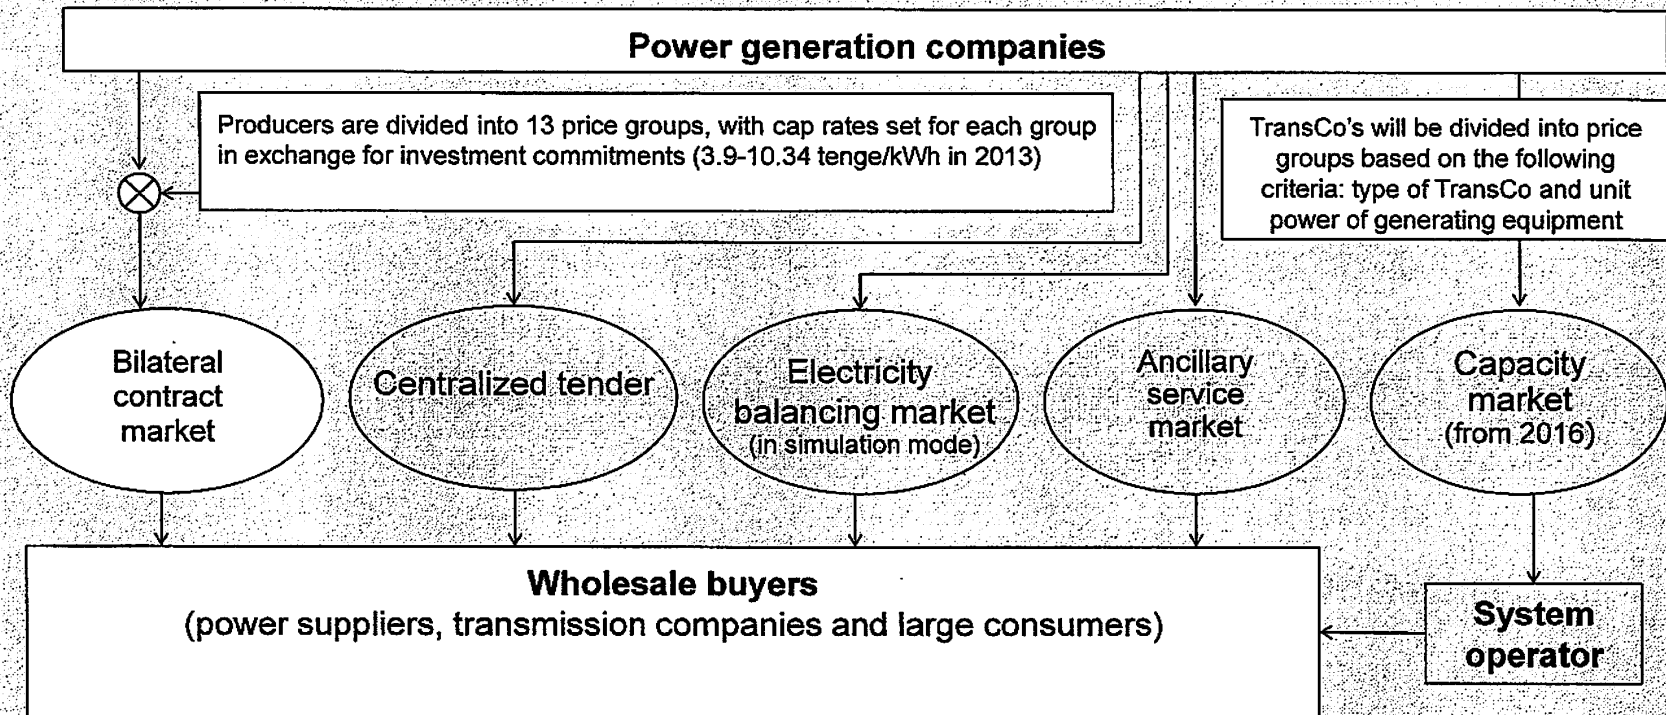 Power generation companies
Producers are divided into 13 price groups, with cap rates set for each group
in exchange for investment commitments (3.9-10.34 tenge/kWh in 2013)
TransCo's will be divided into price
groups based on the following
criteria: type of TransCo and unit
power of generating equipment
Bilateral
contract
market
Centralized tender
Electricity
balancing market
(in simulation mode)
Ancillary
service
market
Capacity
market
(from 2016)
Wholesale buyers
(power suppliers, transmission companies and large consumers)
System
operator